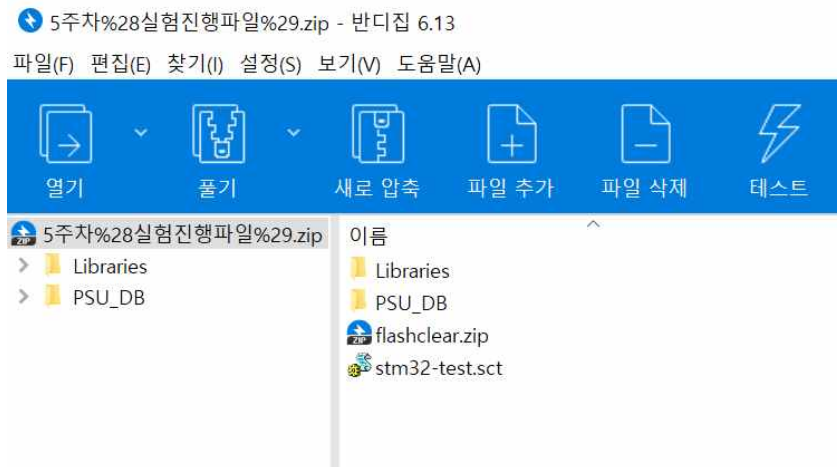 5주차%28실험진행파일%29.zip - 반디집 6.13
파일(F) 편집(E) 찾기(I) 설정(S) 보기(V) 도움말(A)
열기 풀기 새로 압축 파일 추가 파일 삭제 테스트
ZIP 5주차%28실험진행파일%29.zip 이름
Libraries Libraries
PSU_DB PSU_DB
ZIP flashclear.zip
stm32-test.sct